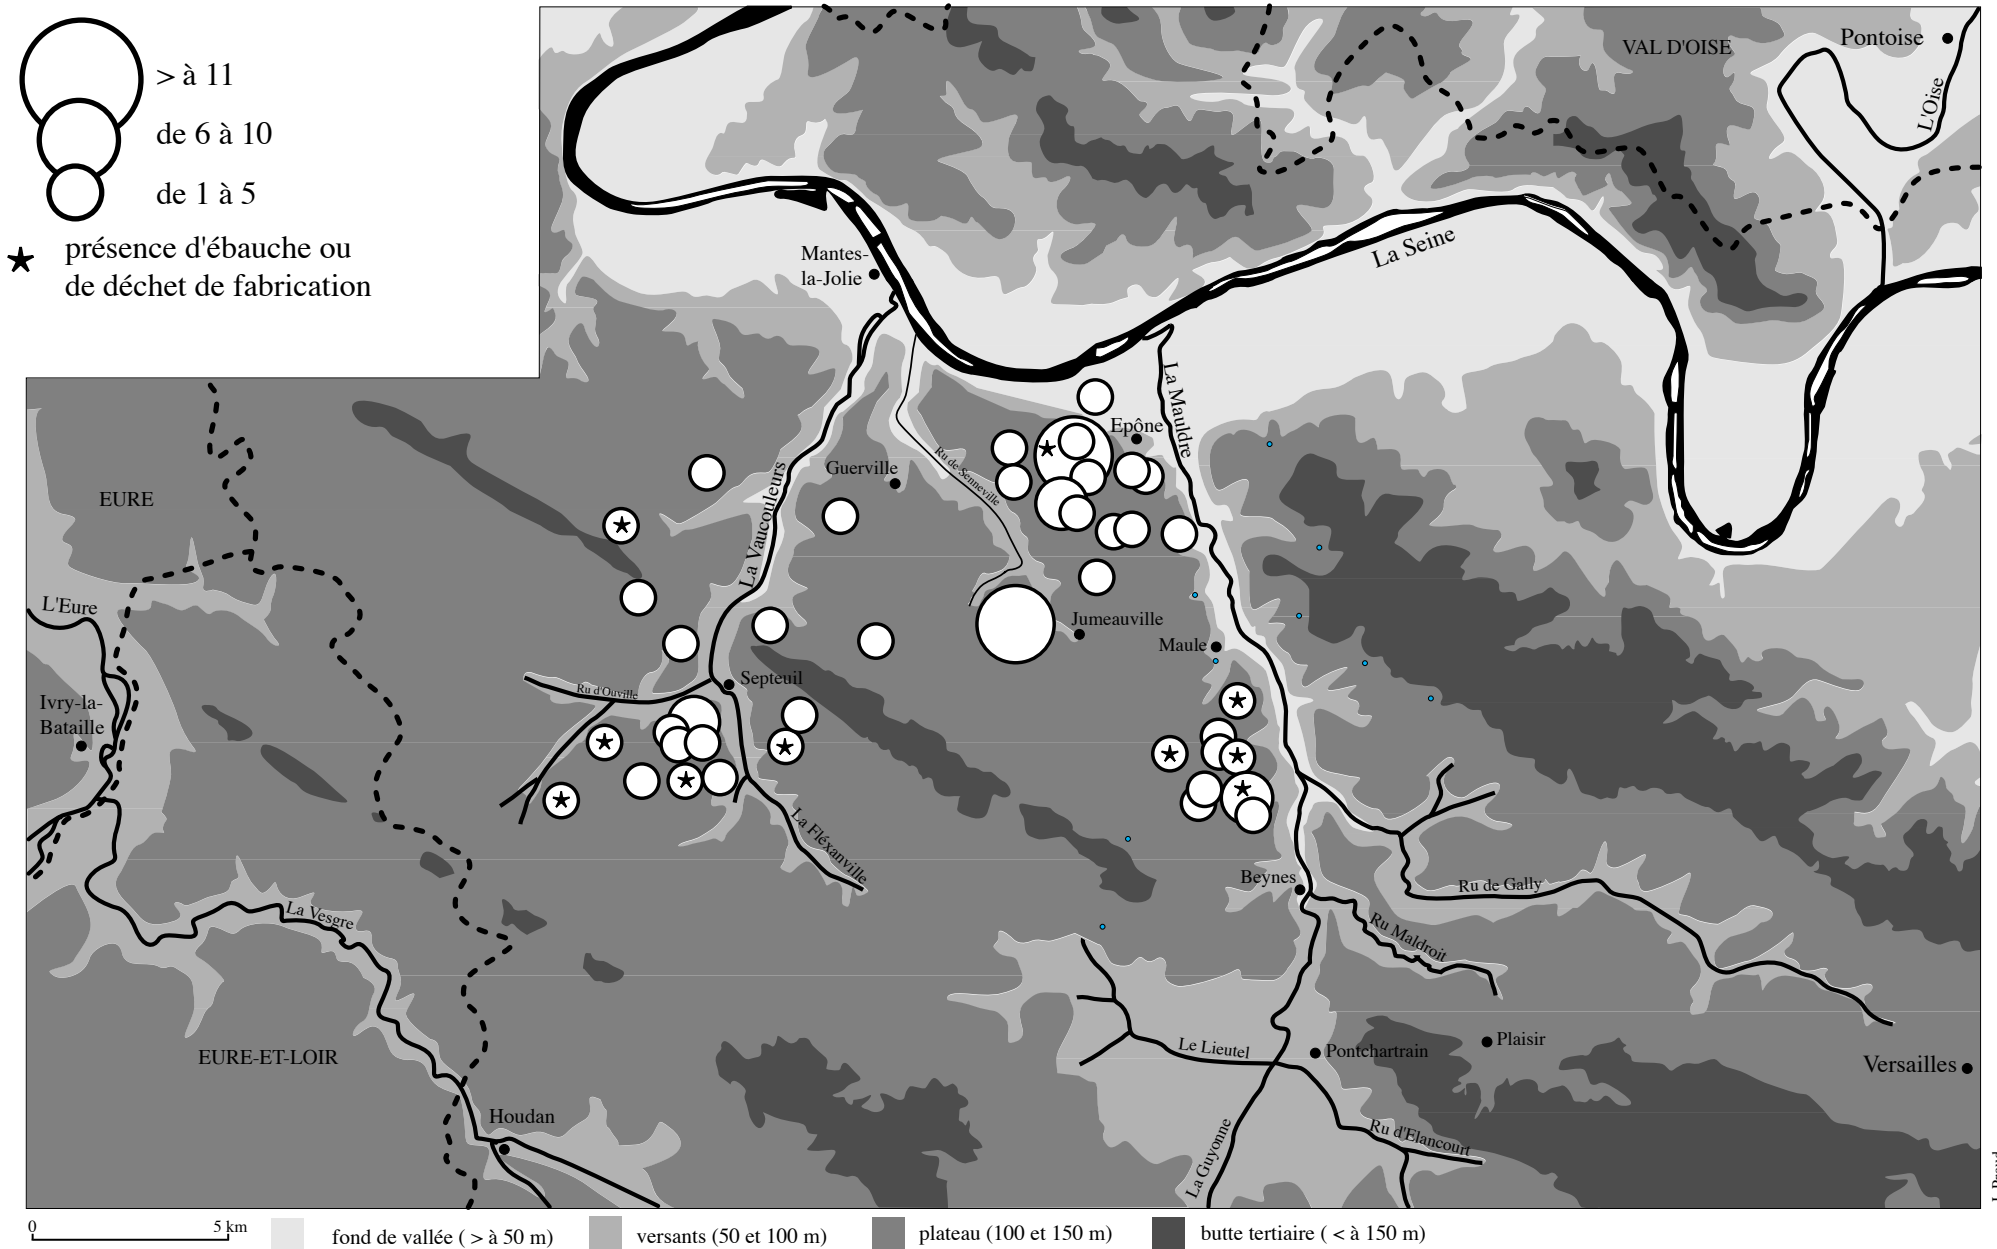 > à 11
de 6 à 10
de 1 à 5
présence d'ébauche ou
de déchet de fabrication
VAL D'OISE
Pontoise
L'Oise
Mantes-
la-Jolie
La Seine
La Mauldre
Epône
Guerville
Ru de Senneville
La Vaucouleurs
EURE
L'Eure
Jumeauville
Maule
Ivry-la-
Bataille
Septeuil
Ru d'Ouville
La Fléxanville
Beynes
Ru de Gally
Ru Maldroit
La Vesgre
EURE-ET-LOIR
Le Lieutel
Pontchartrain
Plaisir
Versailles
Houdan
Ru d'Elancourt
La Guyonne
0 5 km
fond de vallée ( > à 50 m)
versants (50 et 100 m)
plateau (100 et 150 m)
butte tertiaire ( < à 150 m)